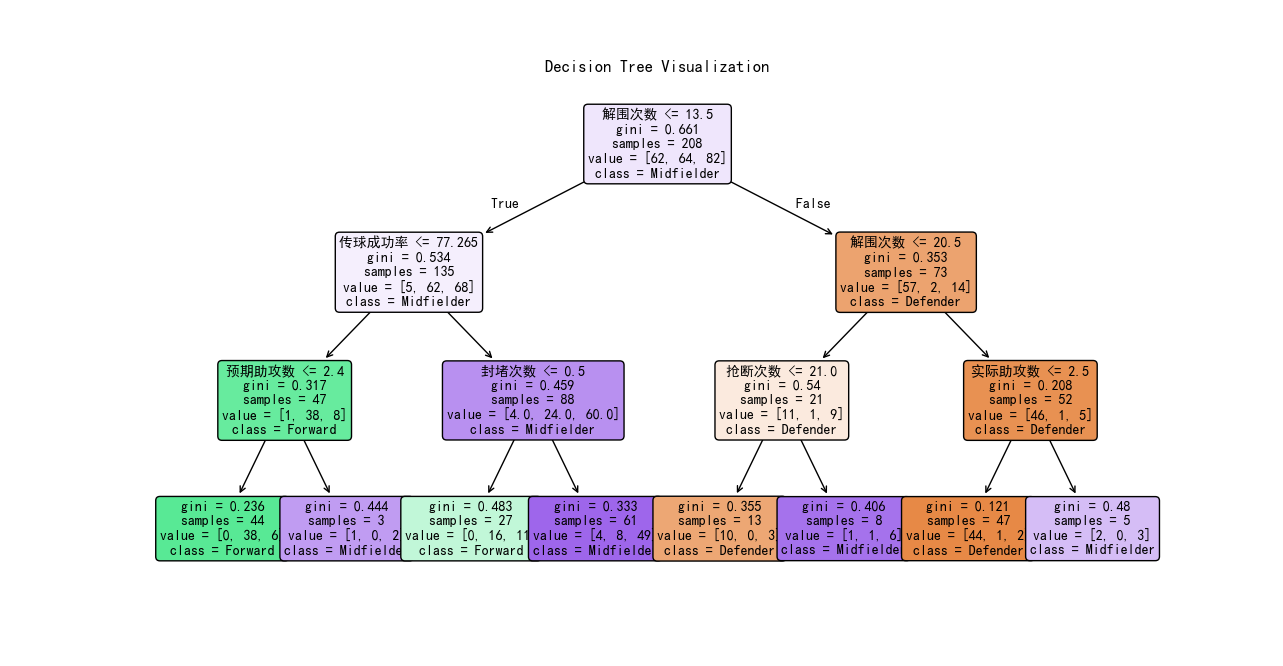 Decision Tree Visualization
解围次数 <= 13.5
gini = 0.661
samples = 208
value = [62, 64, 82]
class = Midfielder
True
False
传球成功率 <= 77.265
gini = 0.534
samples = 135
value = [5, 62, 68]
class = Midfielder
解围次数 <= 20.5
gini = 0.353
samples = 73
value = [57, 2, 14]
class = Defender
预期助攻数 <= 2.4
gini = 0.317
samples = 47
value = [1, 38, 8]
class = Forward
封堵次数 <= 0.5
gini = 0.459
samples = 88
value = [4.0, 24.0, 60.0]
class = Midfielder
抢断次数 <= 21.0
gini = 0.54
samples = 21
value = [11, 1, 9]
class = Defender
实际助攻数 <= 2.5
gini = 0.208
samples = 52
value = [46, 1, 5]
class = Defender
gini = 0.236
samples = 44
value = [0, 38, 6
class = Forward
gini = 0.444
samples = 3
value = [1, 0, 2
class = Midfielde
gini = 0.483
samples = 27
value = [0, 16, 11
class = Forward
gini = 0.333
samples = 61
value = [4, 8, 49
class = Midfielde
gini = 0.355
samples = 13
value = [10, 0, 3
class = Defender
gini = 0.406
samples = 8
value = [1, 1, 6]
class = Midfielder
gini = 0.121
samples = 47
value = [44, 1, 2
class = Defender
gini = 0.48
samples = 5
value = [2, 0, 3]
class = Midfielder